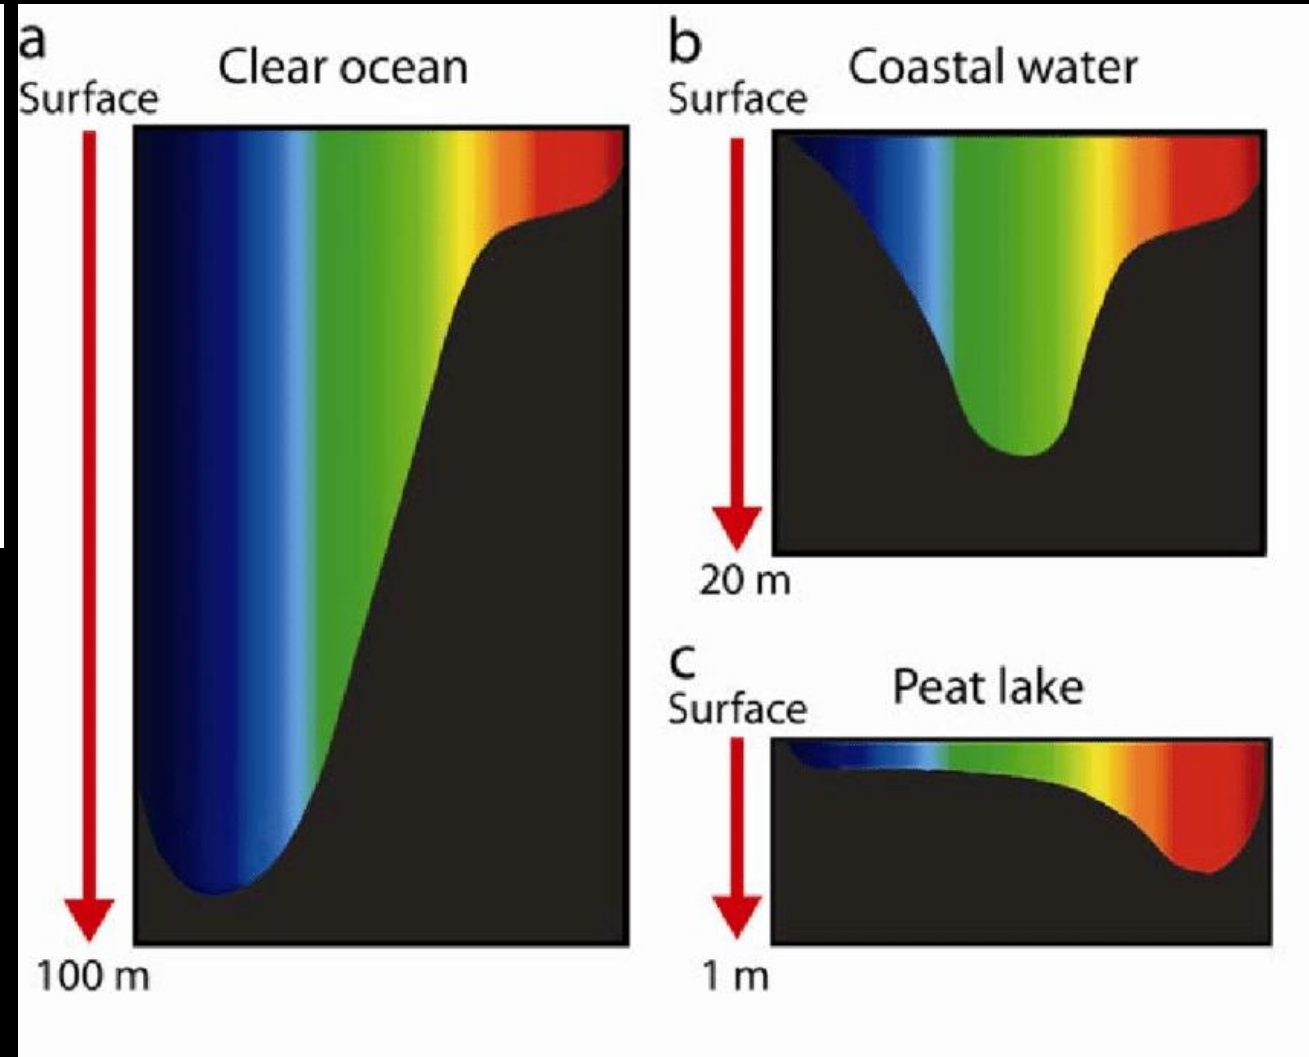 a
Clear ocean
Surface
100 m
b
Coastal water
Surface
20 m
c
Peat lake
Surface
1 m